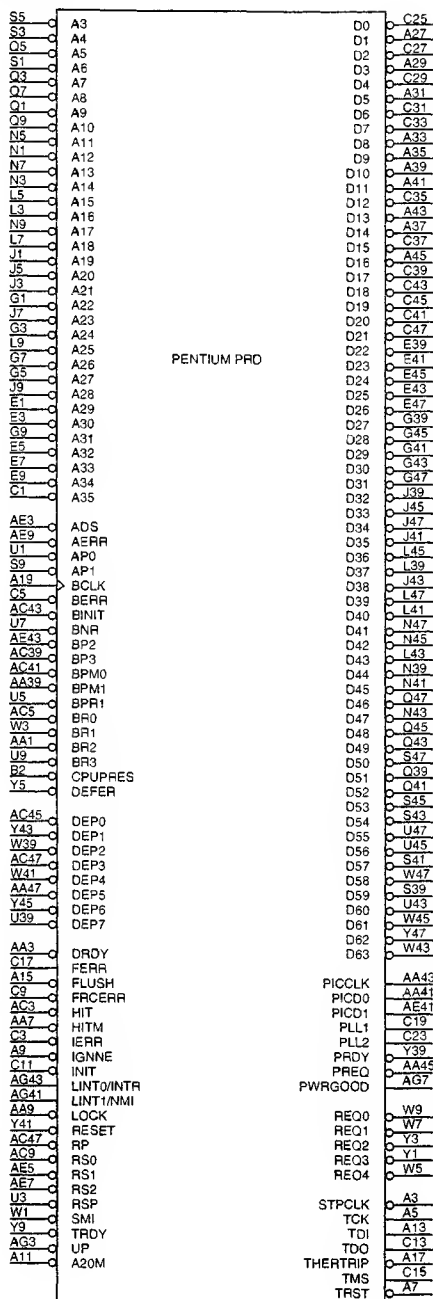 S5 A3
S3 A4
Q5 A5
S1 A6
Q3 A7
Q7 A8
Q1 A9
Q9 A10
N5 A11
N1 A12
N7 A13
N3 A14
L5 A15
L3 A16
N9 A17
L7 A18
J1 A19
J5 A20
J3 A21
G1 A22
J7 A23
G3 A24
L9 A25
G7 A26
G5 A27
J9 A28
E1 A29
E3 A30
G9 A31
E5 A32
E7 A33
E9 A34
C1 A35
AE3 ADS
AE9 AERR
U1 AP0
S9 AP1
A19 BCLK
C5 BERR
AC43 BINIT
U7 BNR
AE43 BP2
AC39 BP3
AC41 BPM0
AA39 BPM1
U5 BPR1
AC5 BR0
W3 BR1
AA1 BR2
U9 BR3
B2 CPUPRES
Y5 DEFER
AC45 DEP0
Y43 DEP1
W39 DEP2
AC47 DEP3
W41 DEP4
AA47 DEP5
Y45 DEP6
U39 DEP7
AA3 DRDY
C17 FERR
A15 FLUSH
C9 FRCERR
AC3 HIT
AA7 HITM
C3 IERR
A9 IGNNE
C11 INIT
AG43 LINT0/INTR
AG41 LINT1/NMI
AA9 LOCK
Y41 RESET
AC47 RP
AC9 RS0
AE5 RS1
AE7 RS2
U3 RSP
W1 SMI
Y9 TRDY
AG3 UP
A11 A20M
PENTIUM PRO
D0 C25
D1 A27
D2 C27
D3 A29
D4 C29
D5 A31
D6 C31
D7 C33
D8 A33
D9 A35
D10 A39
D11 A41
D12 C35
D13 A43
D14 A37
D15 C37
D16 A45
D17 C39
D18 C43
D19 C45
D20 C41
D21 C47
D22 E39
D23 E41
D24 E45
D25 E43
D26 E47
D27 G39
D28 G45
D29 G41
D30 G43
D31 G47
D32 J39
D33 J45
D34 J47
D35 J41
D36 L45
D37 L39
D38 J43
D39 L47
D40 L41
D41 N47
D42 N45
D43 L43
D44 N39
D45 N41
D46 Q47
D47 N43
D48 Q45
D49 Q43
D50 S47
D51 Q39
D52 Q41
D53 S45
D54 S43
D55 U47
D56 U45
D57 S41
D58 W47
D59 S39
D60 U43
D61 W45
D62 Y47
D63 W43
PICCLK AA43
PICD0 AA41
PICD1 AE41
PLL1 C19
PLL2 C23
PRDY Y39
PREQ AA45
PWRGOOD AG7
REQ0 W9
REQ1 W7
REQ2 Y3
REQ3 Y1
REQ4 W5
STPCLK A3
TCK A5
TDI A13
TDO C13
THERTRIP A17
TMS C15
TRST A7